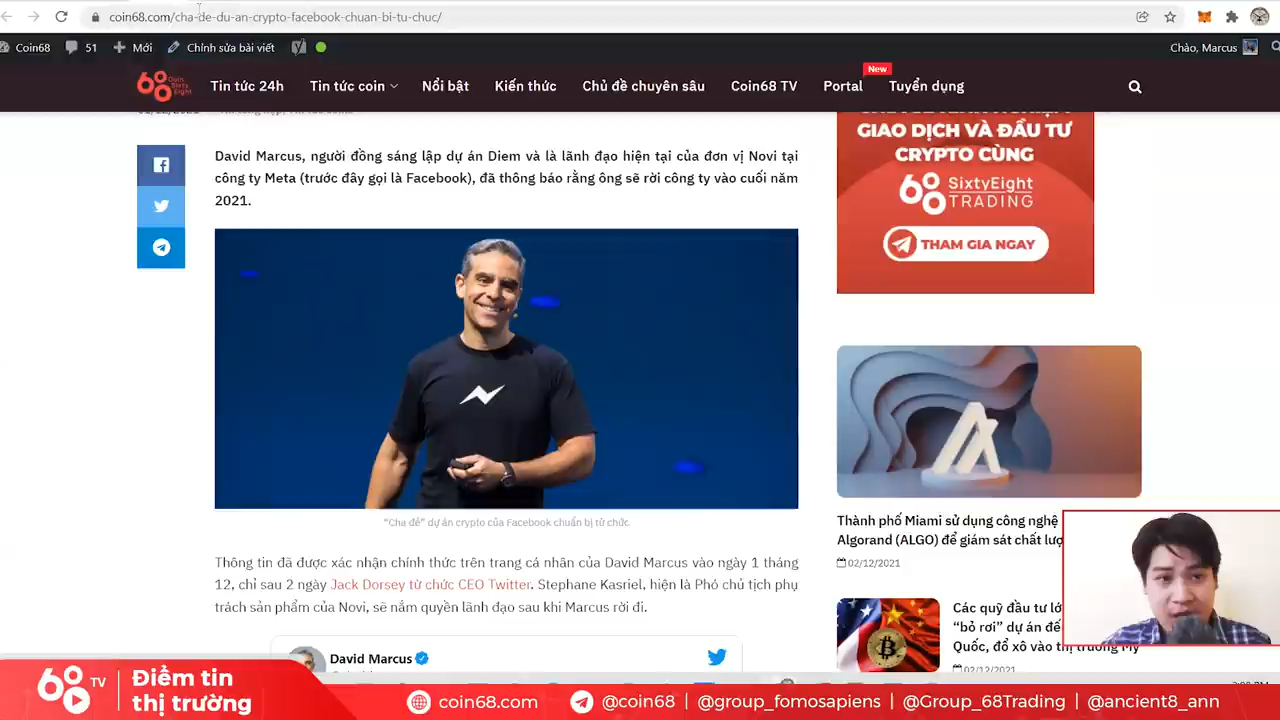 coin68.com/cha-de-du-an-crypto-facebook-chuan-bi-tu-chuc/
Coin68
51
Mới
Chỉnh sửa bài viết
Chào, Marcus
68 Coin Sixty Eight
Tin tức 24h
Tin tức coin
Nổi bật
Kiến thức
Chủ đề chuyên sâu
Coin68 TV
Portal
New
Tuyển dụng
David Marcus, người đồng sáng lập dự án Diem và là lãnh đạo hiện tại của đơn vị Novi tại
công ty Meta (trước đây gọi là Facebook), đã thông báo rằng ông sẽ rời công ty vào cuối năm
2021.
"Cha đẻ" dự án crypto của Facebook chuẩn bị từ chức.
Thông tin đã được xác nhận chính thức trên trang cá nhân của David Marcus vào ngày 1 tháng
12, chỉ sau 2 ngày Jack Dorsey từ chức CEO Twitter. Stephane Kasriel, hiện là Phó chủ tịch phụ
trách sản phẩm của Novi, sẽ nắm quyền lãnh đạo sau khi Marcus rời đi.
David Marcus
GIAO DỊCH VÀ ĐẦU TƯ
CRYPTO CÙNG
68 SixtyEight
TRADING
THAM GIA NGAY
Thành phố Miami sử dụng công nghệ
Algorand (ALGO) để giám sát chất
02/12/2021
Các quỹ đầu tư
"bỏ rơi" dự án
Quốc, đổ xô vào thị trường Mỹ
02/12/2021
68 TV
Điểm tin
thị trường
coin68.com
@coin68 | @group_fomosapiens | @Group_68Trading | @ancient8_ann